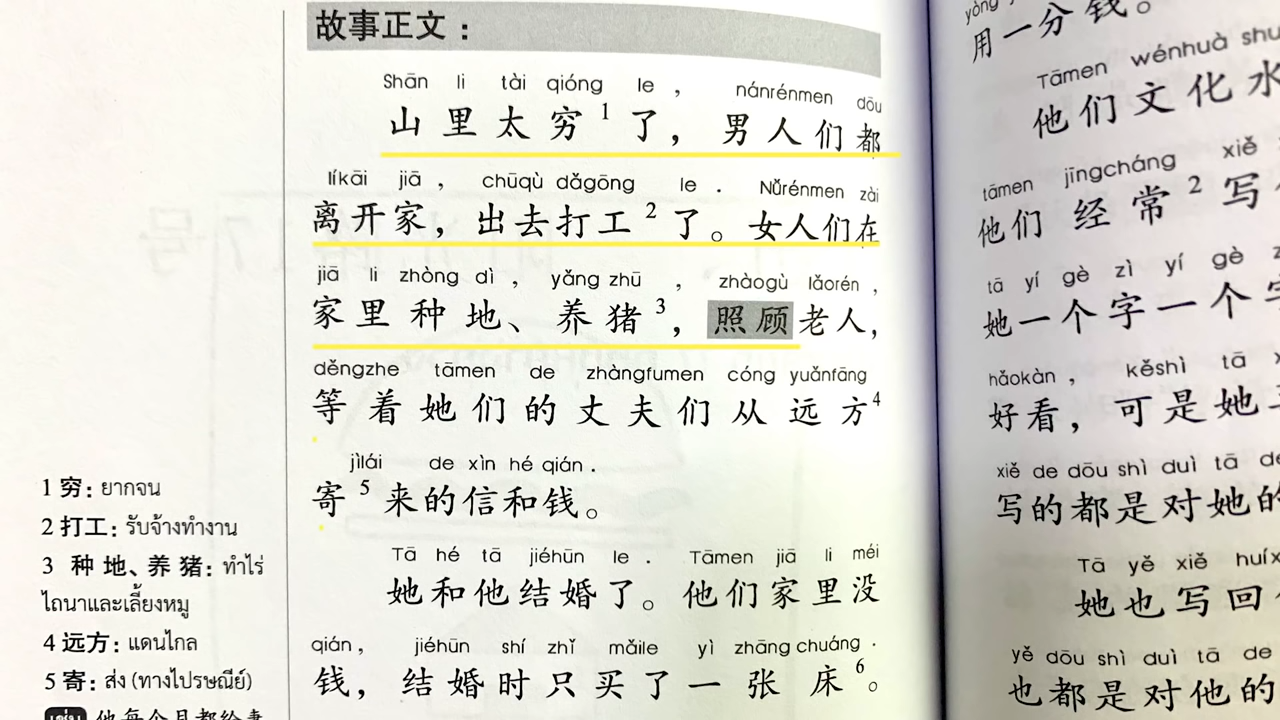 故事正文：
Shān li tài qióng le , nánrénmen dōu
山里太穷1了，男人们都
líkāi jiā , chūqù dǎgōng le . Nǚrénmen zài
离开家，出去打工2了。女人们在
jiā li zhòng dì , yǎng zhū , zhàogù lǎorén ,
家里种地、养猪3，照顾老人，
děngzhe tāmen de zhàngfumen cóng yuǎnfāng
等着她们的丈夫们从远方4
jìlái de xìn hé qián .
寄5来的信和钱。
Tā hé tā jiéhūn le . Tāmen jiā li méi
她和他结婚了。他们家里没
qián , jiéhūn shí zhǐ mǎile yì zhāng chuáng .
钱，结婚时只买了一张床6。
1 穷: ยากจน
2 打工: รับจ้างทำงาน
3 种地、养猪: ทำไร่
ไถนาและเลี้ยงหมู
4 远方: แดนไกล
5 寄: ส่ง (ทางไปรษณีย์)
他每个月都给妻
yòng yì
用一分钱。
Tāmen wénhuà shu
他们文化水
tāmen jīngcháng xiě
他们经常2写
tā yí gè zì yí gè
她一个字一个字
hǎokàn , kěshì tā
好看，可是她
xiě de dōu shì duì tā de
写的都是对她的
Tā yě xiě huíx
她也写回
yě dōu shì duì tā de
也都是对他的